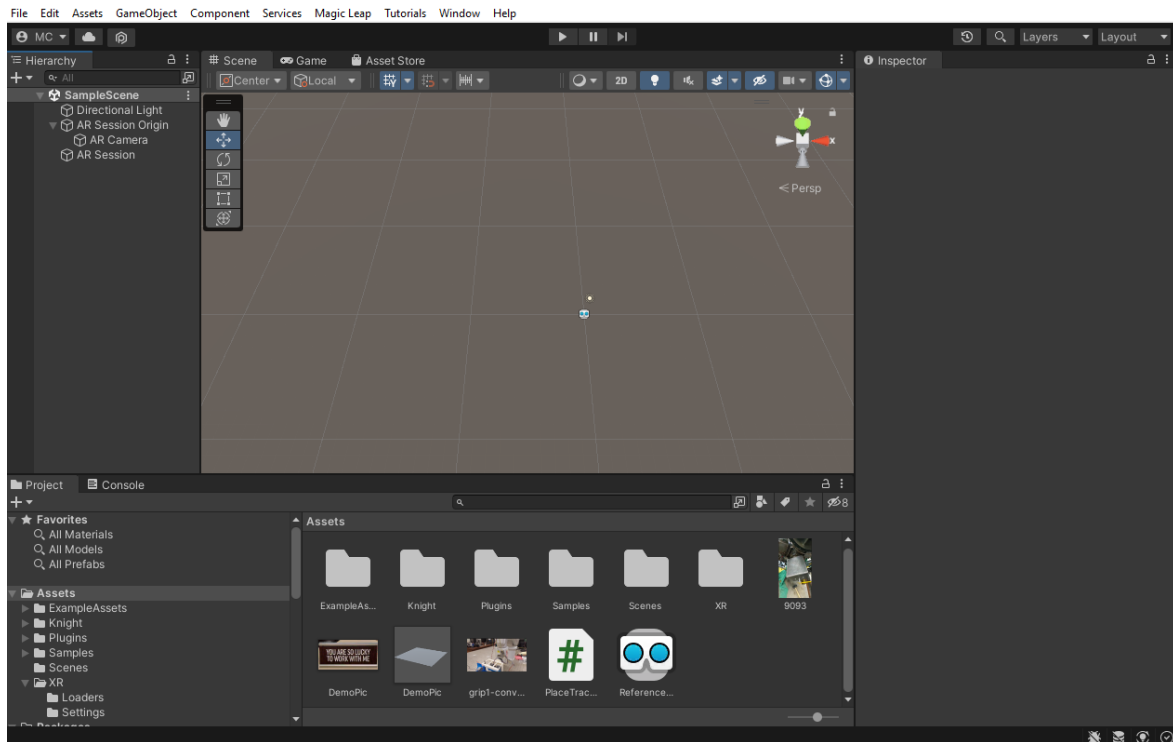 File Edit Assets GameObject Component Services Magic Leap Tutorials Window Help
MC Layers Layout
Hierarchy
All
SampleScene
Directional Light
AR Session Origin
AR Camera
AR Session
Scene Game Asset Store
Center Local 2D
y
x
Persp
Inspector
Project Console
8
Favorites
All Materials
All Models
All Prefabs
Assets
ExampleAssets
Knight
Plugins
Samples
Scenes
XR
Loaders
Settings
Packages
Assets
ExampleAs... Knight Plugins Samples Scenes XR 9093
YOU ARE SO LUCKY
TO WORK WITH ME
#
DemoPic DemoPic grip1-conv... PlaceTrac... Reference...